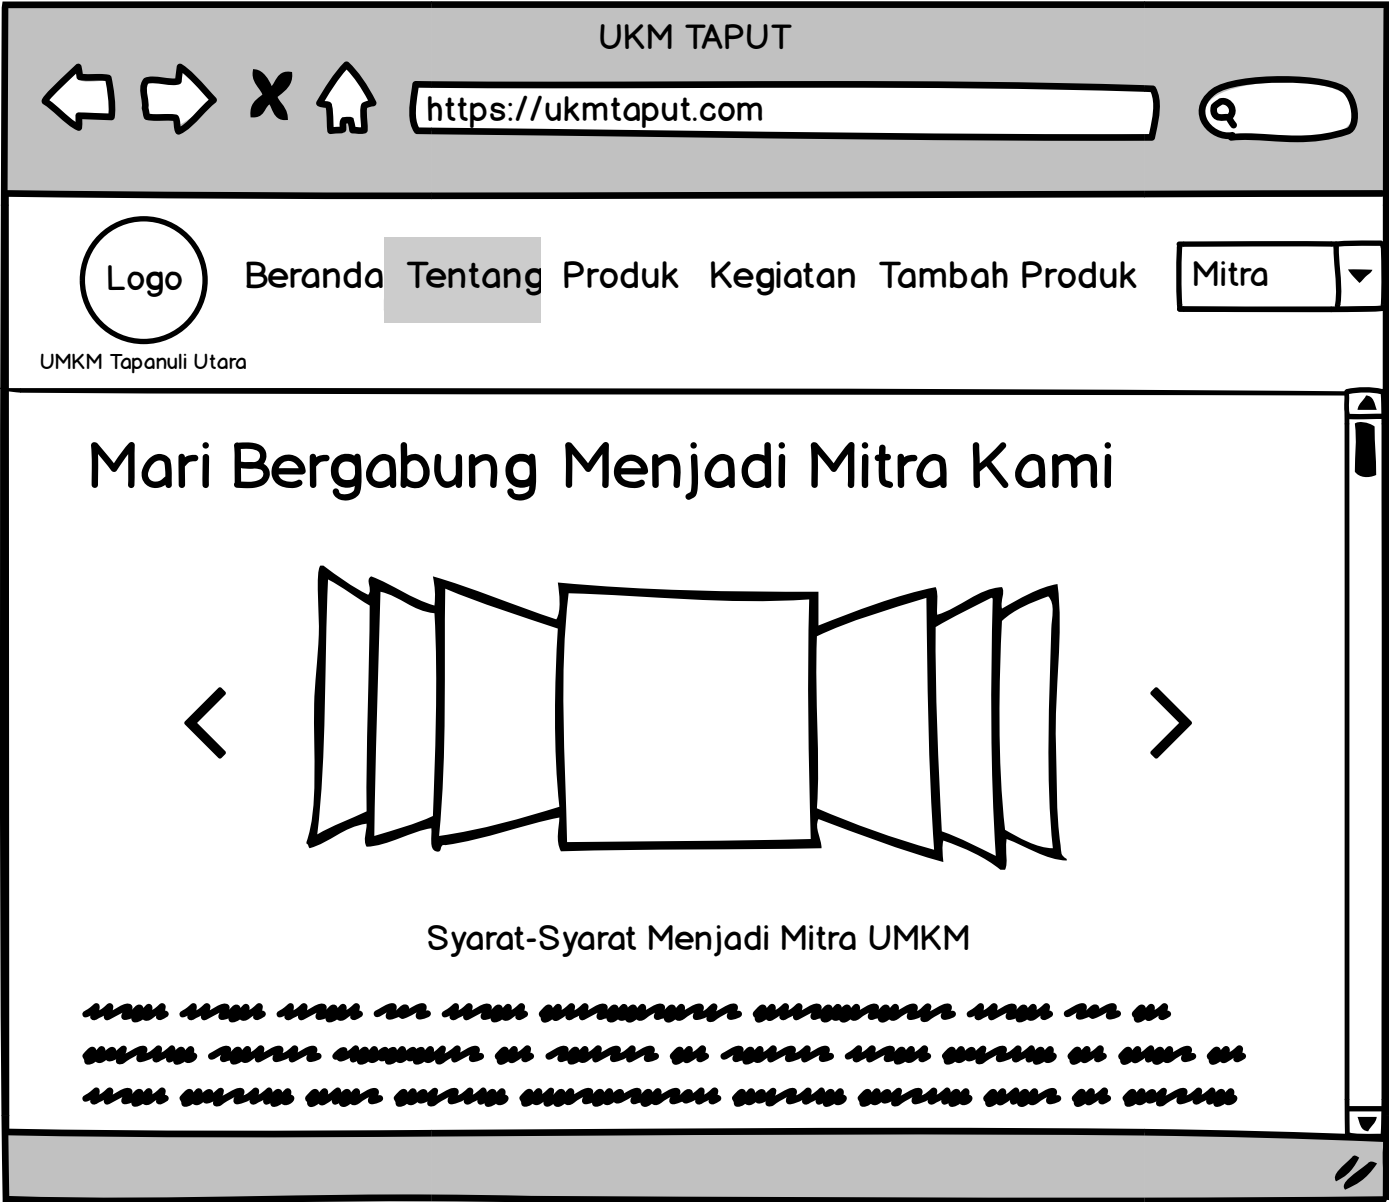 UKM TAPUT
https://ukmtaput.com
Logo
UMKM Tapanuli Utara
Beranda Tentang Produk Kegiatan Tambah Produk Mitra
Mari Bergabung Menjadi Mitra Kami
Syarat-Syarat Menjadi Mitra UMKM